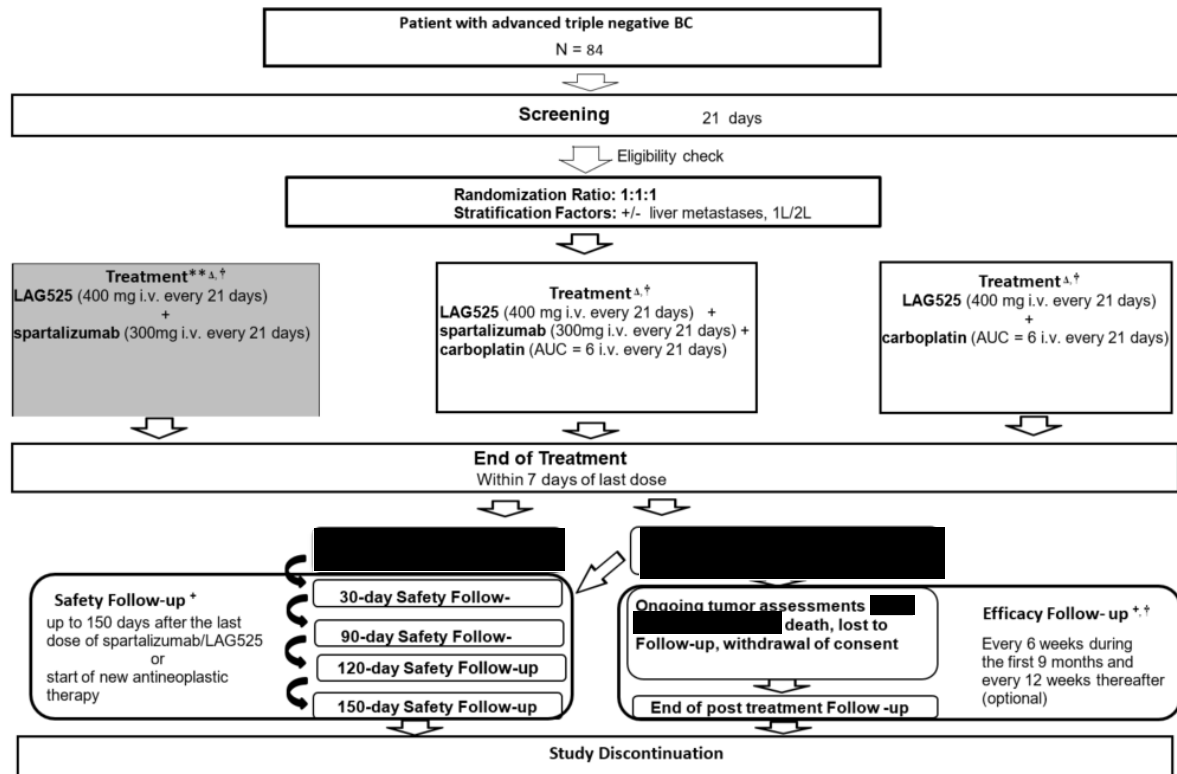 Patient with advanced triple negative BC
N = 84
Screening 21 days
Eligibility check
Randomization Ratio: 1:1:1
Stratification Factors: +/- liver metastases, 1L/2L
Treatment** Δ, †
LAG525 (400 mg i.v. every 21 days)
+
spartalizumab (300mg i.v. every 21 days)
Treatment Δ, †
LAG525 (400 mg i.v. every 21 days) +
spartalizumab (300mg i.v. every 21 days) +
carboplatin (AUC = 6 i.v. every 21 days)
Treatment Δ, †
LAG525 (400 mg i.v. every 21 days)
+
carboplatin (AUC = 6 i.v. every 21 days)
End of Treatment
Within 7 days of last dose
Safety Follow-up +
up to 150 days after the last
dose of spartalizumab/LAG525
or
start of new antineoplastic
therapy
30-day Safety Follow-
90-day Safety Follow-
120-day Safety Follow-up
150-day Safety Follow-up
Ongoing tumor assessments
death, lost to
Follow-up, withdrawal of consent
End of post treatment Follow -up
Efficacy Follow- up +, †
Every 6 weeks during
the first 9 months and
every 12 weeks thereafter
(optional)
Study Discontinuation